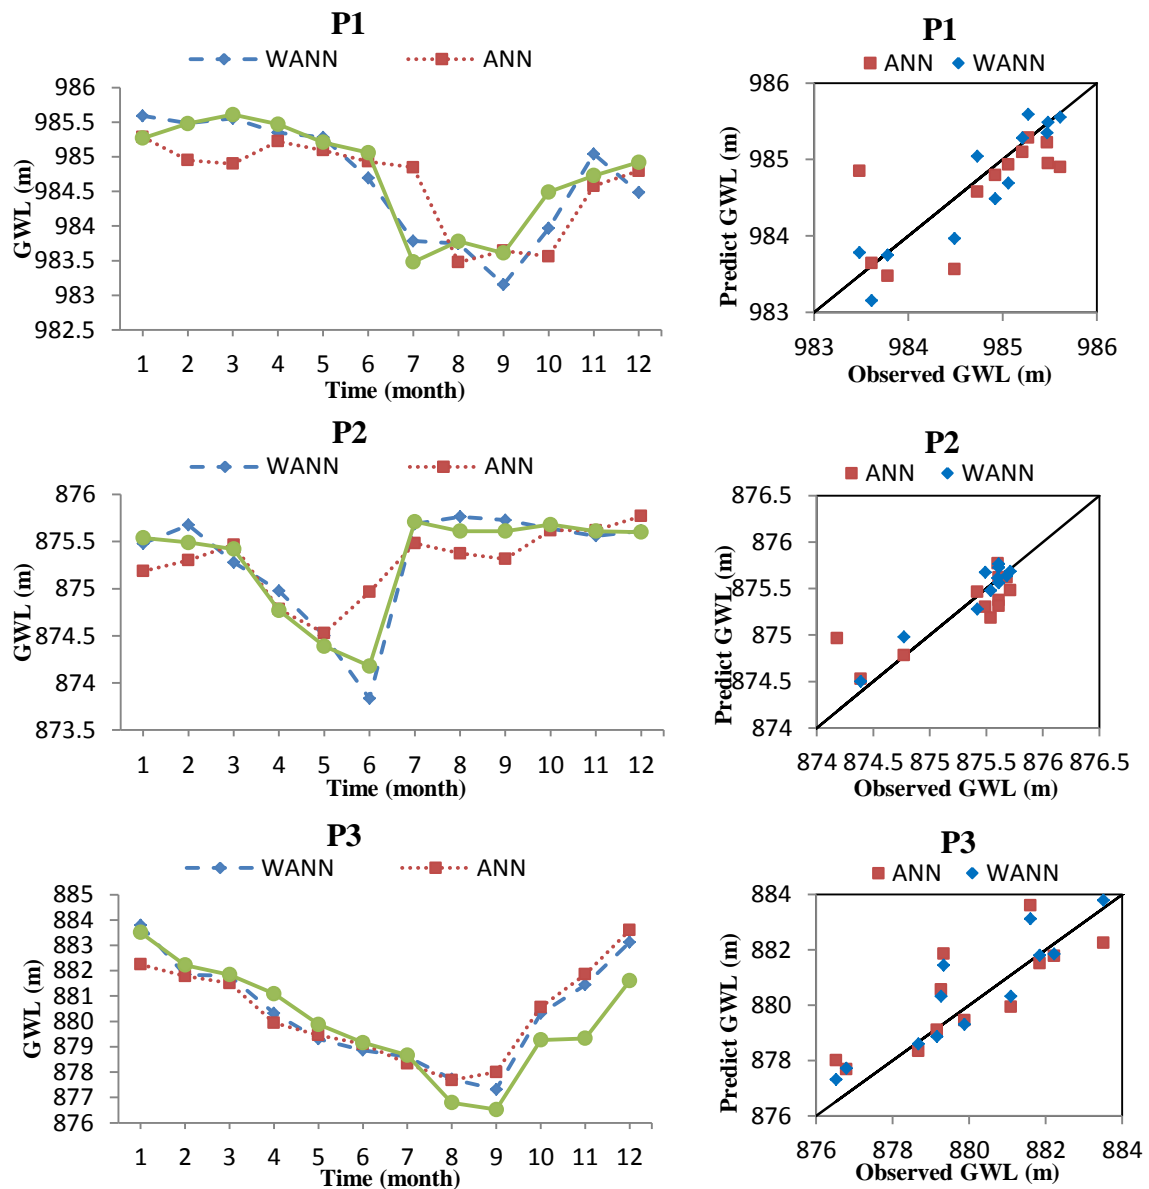 P1
WANN ANN
986
985.5
985
984.5
984
983.5
983
982.5
GWL (m)
1 2 3 4 5 6 7 8 9 10 11 12
Time (month)
P1
ANN WANN
986
985
984
983
Predict GWL (m)
983 984 985 986
Observed GWL (m)
P2
WANN ANN
876
875.5
875
874.5
874
873.5
GWL (m)
1 2 3 4 5 6 7 8 9 10 11 12
Time (month)
P2
ANN WANN
876.5
876
875.5
875
874.5
874
Predict GWL (m)
874 874.5 875 875.5 876 876.5
Observed GWL (m)
P3
WANN ANN
885
884
883
882
881
880
879
878
877
876
GWL (m)
1 2 3 4 5 6 7 8 9 10 11 12
Time (month)
P3
ANN WANN
884
882
880
878
876
Predict GWL (m)
876 878 880 882 884
Observed GWL (m)